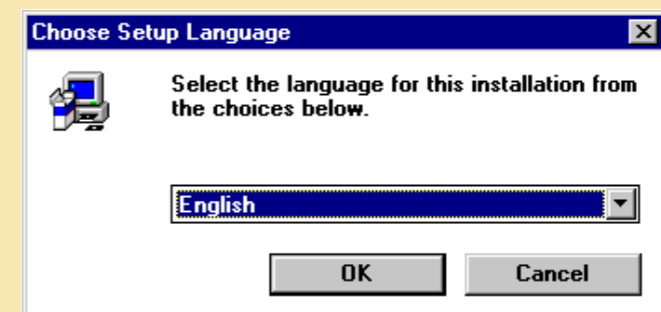 Choose Setup Language
Select the language for this installation from
the choices below.
English
OK
Cancel